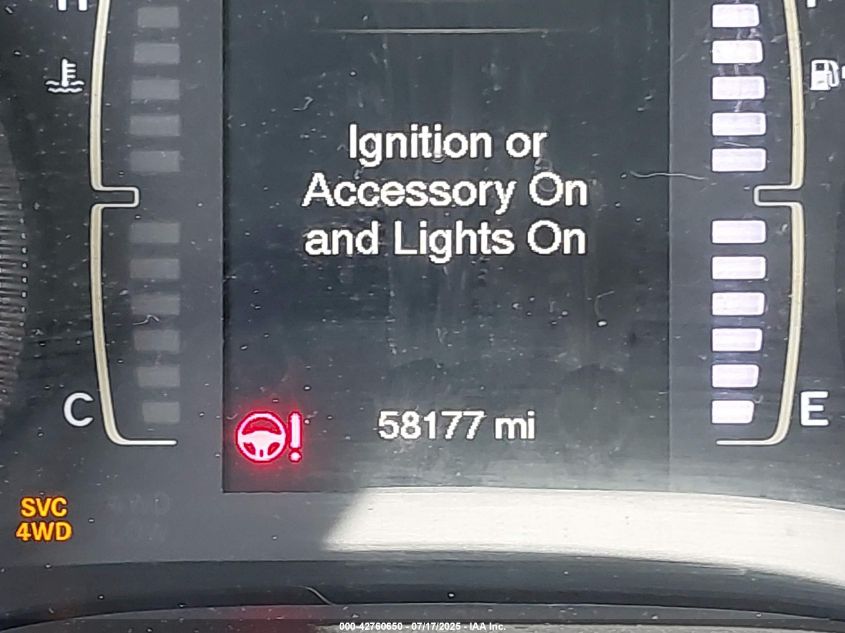 Ignition or
Accessory On
and Lights On
C
58177 mi
E
SVC
4WD
000-42760650 - 07/17/2025 - IAA Inc.